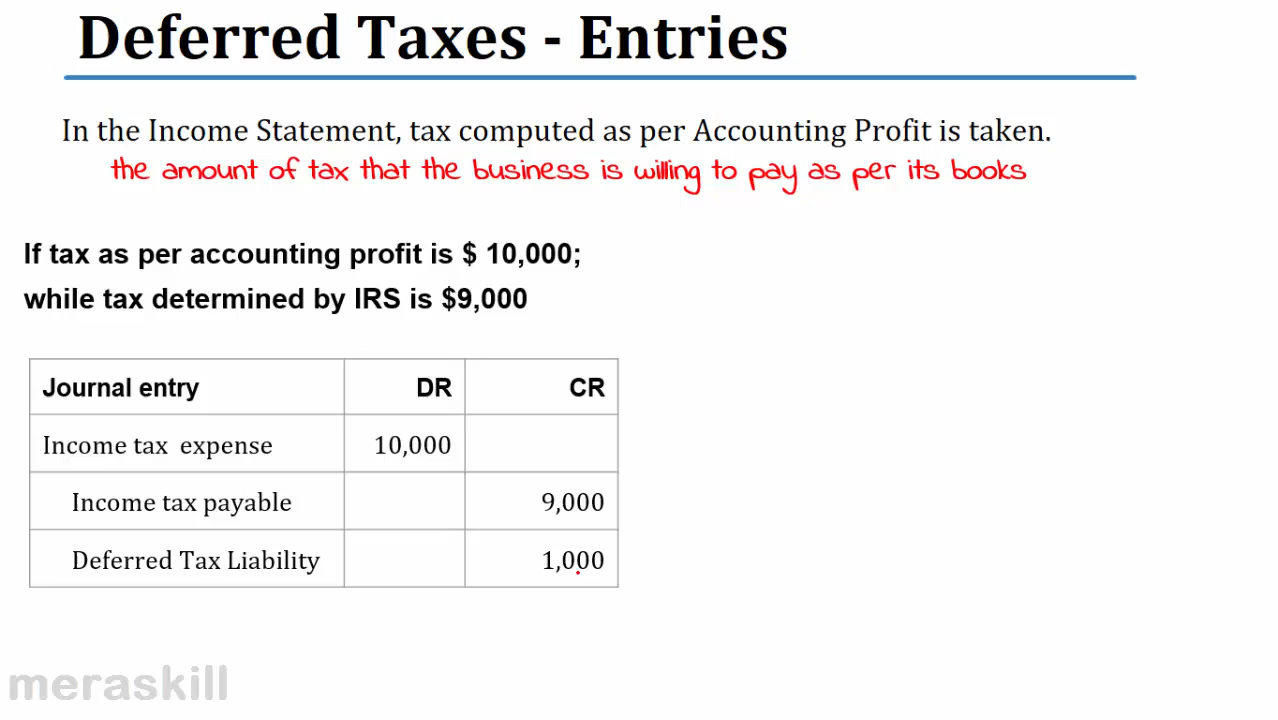 Deferred Taxes - Entries
In the Income Statement, tax computed as per Accounting Profit is taken.
the amount of tax that the business is willing to pay as per its books
If tax as per accounting profit is $ 10,000;
while tax determined by IRS is $9,000
Journal entry DR CR
Income tax expense 10,000
Income tax payable 9,000
Deferred Tax Liability 1,000
meraskill